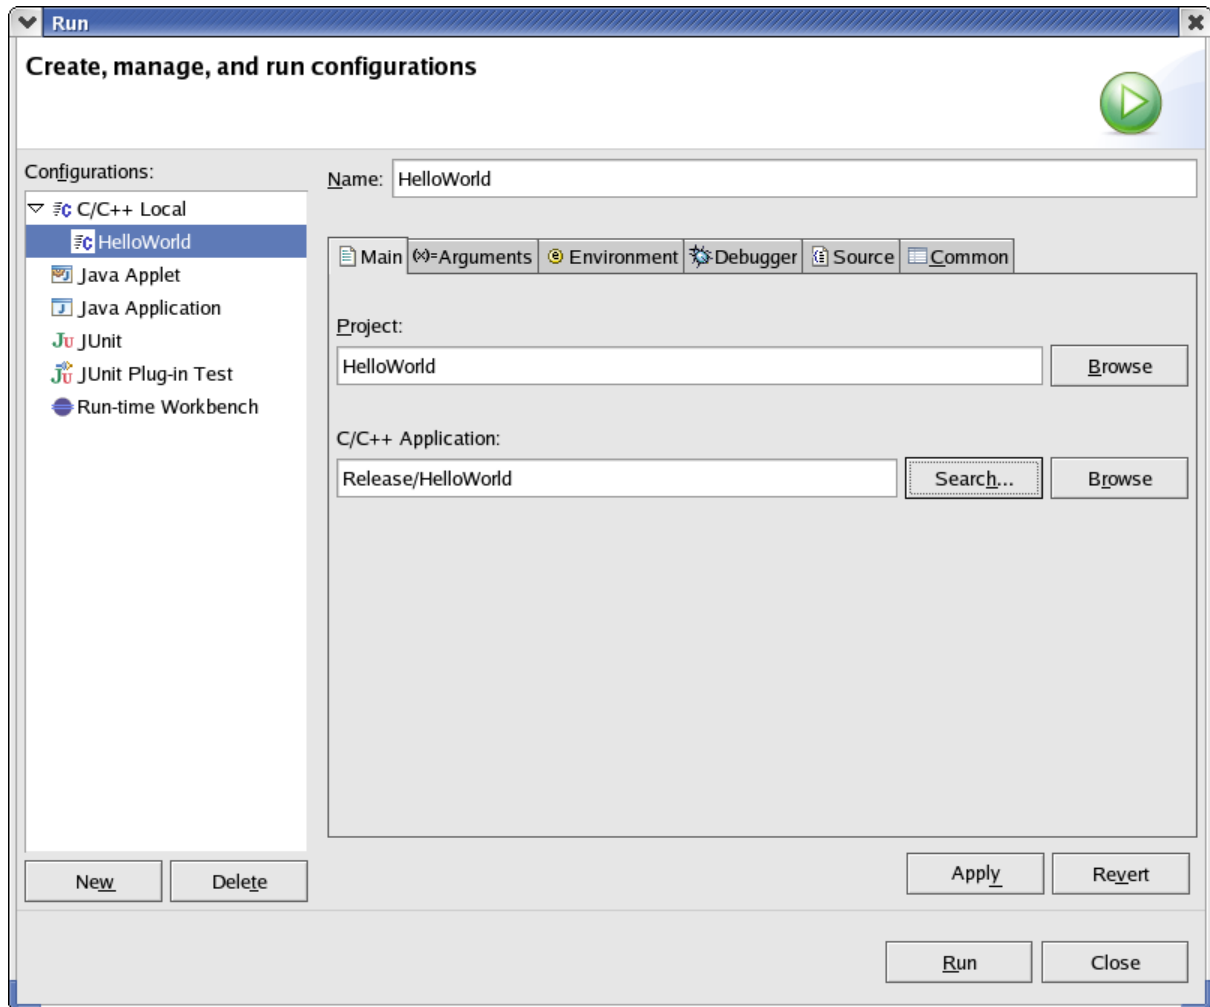 Run
Create, manage, and run configurations
Configurations:
C/C++ Local
HelloWorld
Java Applet
Java Application
JU JUnit
JU JUnit Plug-in Test
Run-time Workbench
New
Delete
Name: HelloWorld
Main (x)=Arguments Environment Debugger Source Common
Project:
HelloWorld
Browse
C/C++ Application:
Release/HelloWorld
Search...
Browse
Apply
Revert
Run
Close